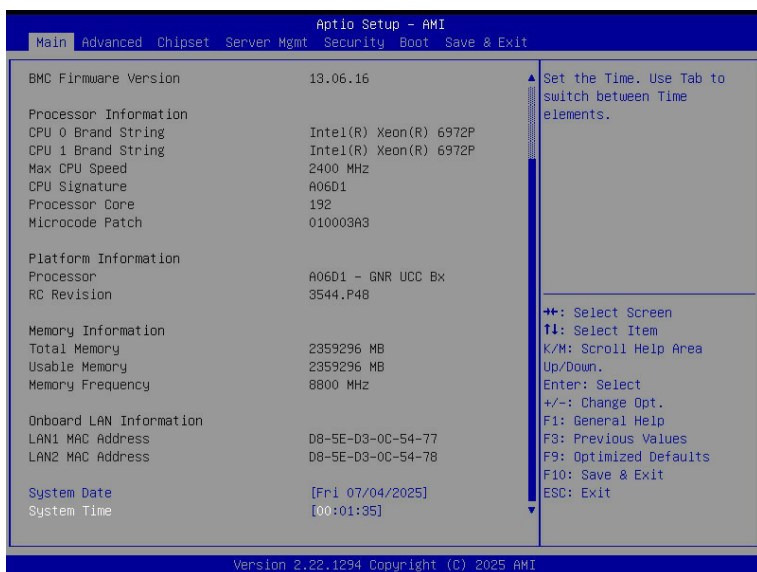 Aptio Setup - AMI
Main Advanced Chipset Server Mgmt Security Boot Save & Exit
BMC Firmware Version 13.06.16
Processor Information
CPU 0 Brand String Intel(R) Xeon(R) 6972P
CPU 1 Brand String Intel(R) Xeon(R) 6972P
Max CPU Speed 2400 MHz
CPU Signature A06D1
Processor Core 192
Microcode Patch 010003A3
Platform Information
Processor A06D1 - GNR UCC Bx
RC Revision 3544.P48
Memory Information
Total Memory 2359296 MB
Usable Memory 2359296 MB
Memory Frequency 8800 MHz
Onboard LAN Information
LAN1 MAC Address D8-5E-D3-0C-54-77
LAN2 MAC Address D8-5E-D3-0C-54-78
System Date [Fri 07/04/2025]
System Time [00:01:35]
Set the Time. Use Tab to
switch between Time
elements.
→←: Select Screen
↑↓: Select Item
K/M: Scroll Help Area
Up/Down.
Enter: Select
+/-: Change Opt.
F1: General Help
F3: Previous Values
F9: Optimized Defaults
F10: Save & Exit
ESC: Exit
Version 2.22.1294 Copyright (C) 2025 AMI